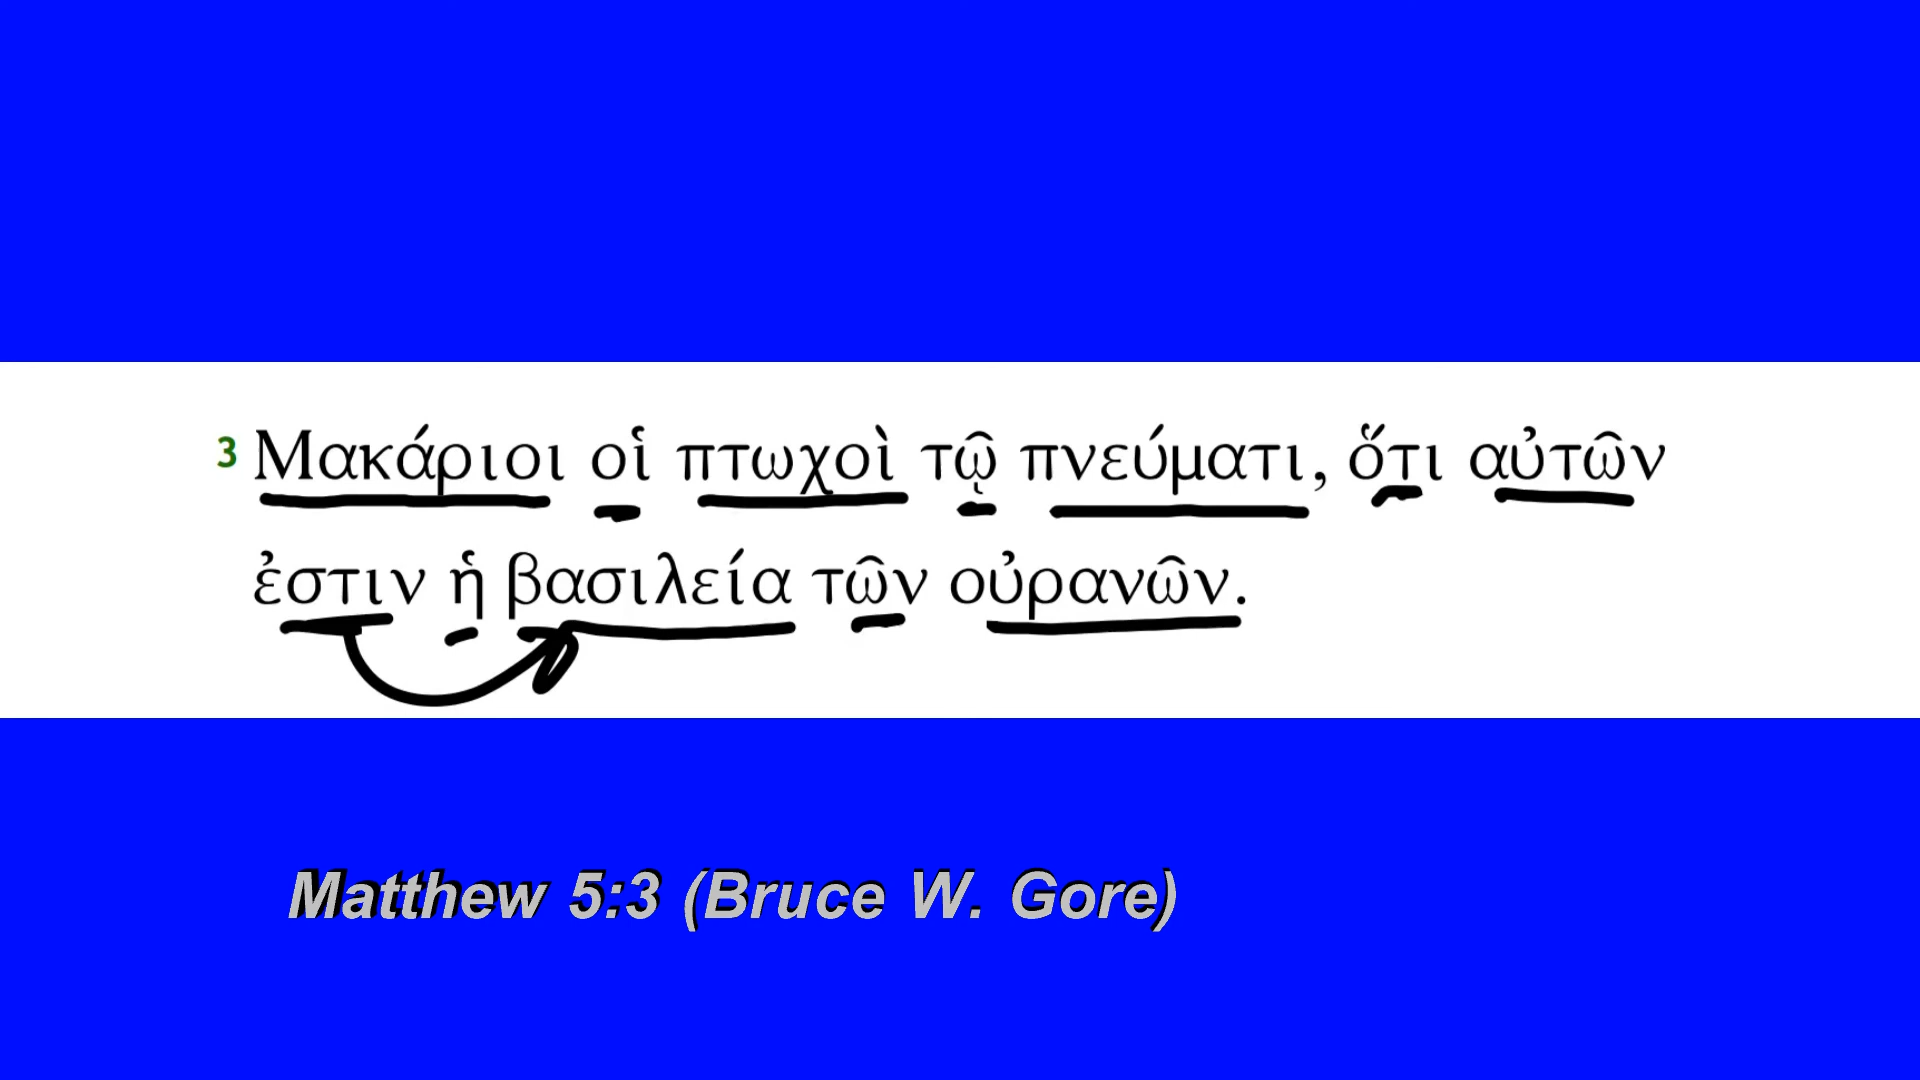 3 Μακάριοι οἱ πτωχοὶ τῷ πνεύματι, ὅτι αὐτῶν
ἐστιν ἡ βασιλεία τῶν οὐρανῶν.
Matthew 5:3 (Bruce W. Gore)